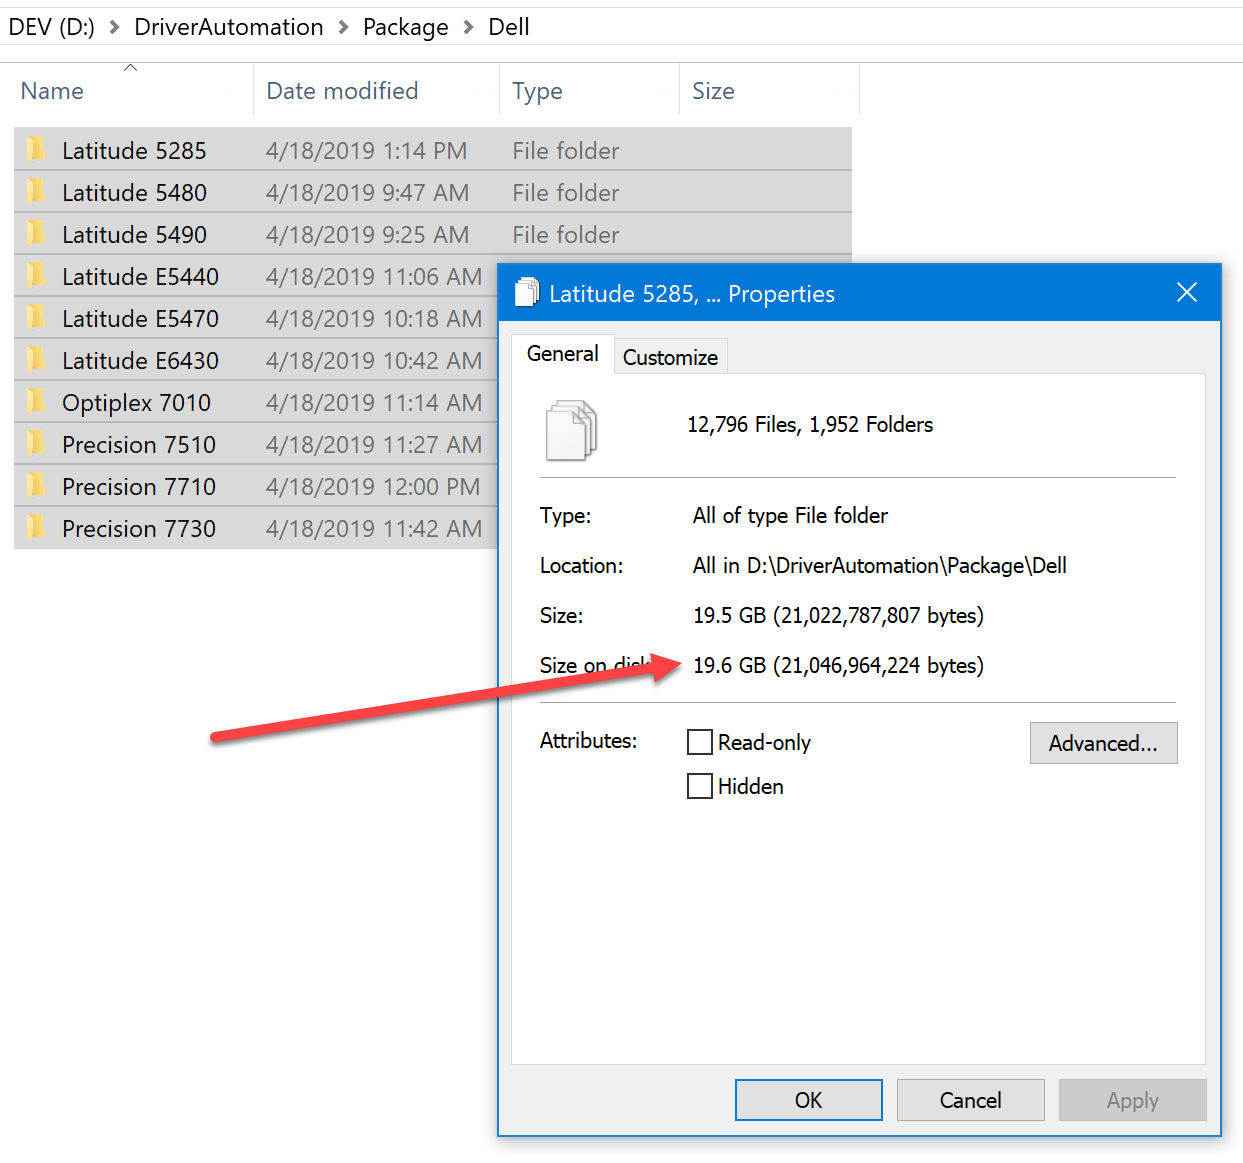 DEV (D:) > DriverAutomation > Package > Dell
Name Date modified Type Size
Latitude 5285 4/18/2019 1:14 PM File folder
Latitude 5480 4/18/2019 9:47 AM File folder
Latitude 5490 4/18/2019 9:25 AM File folder
Latitude E5440 4/18/2019 11:06 AM
Latitude E5470 4/18/2019 10:18 AM
Latitude E6430 4/18/2019 10:42 AM
Optiplex 7010 4/18/2019 11:14 AM
Precision 7510 4/18/2019 11:27 AM
Precision 7710 4/18/2019 12:00 PM
Precision 7730 4/18/2019 11:42 AM
Latitude 5285, ... Properties
General Customize
12,796 Files, 1,952 Folders
Type: All of type File folder
Location: All in D:\DriverAutomation\Package\Dell
Size: 19.5 GB (21,022,787,807 bytes)
Size on disk 19.6 GB (21,046,964,224 bytes)
Attributes: Read-only Advanced...
Hidden
OK Cancel Apply